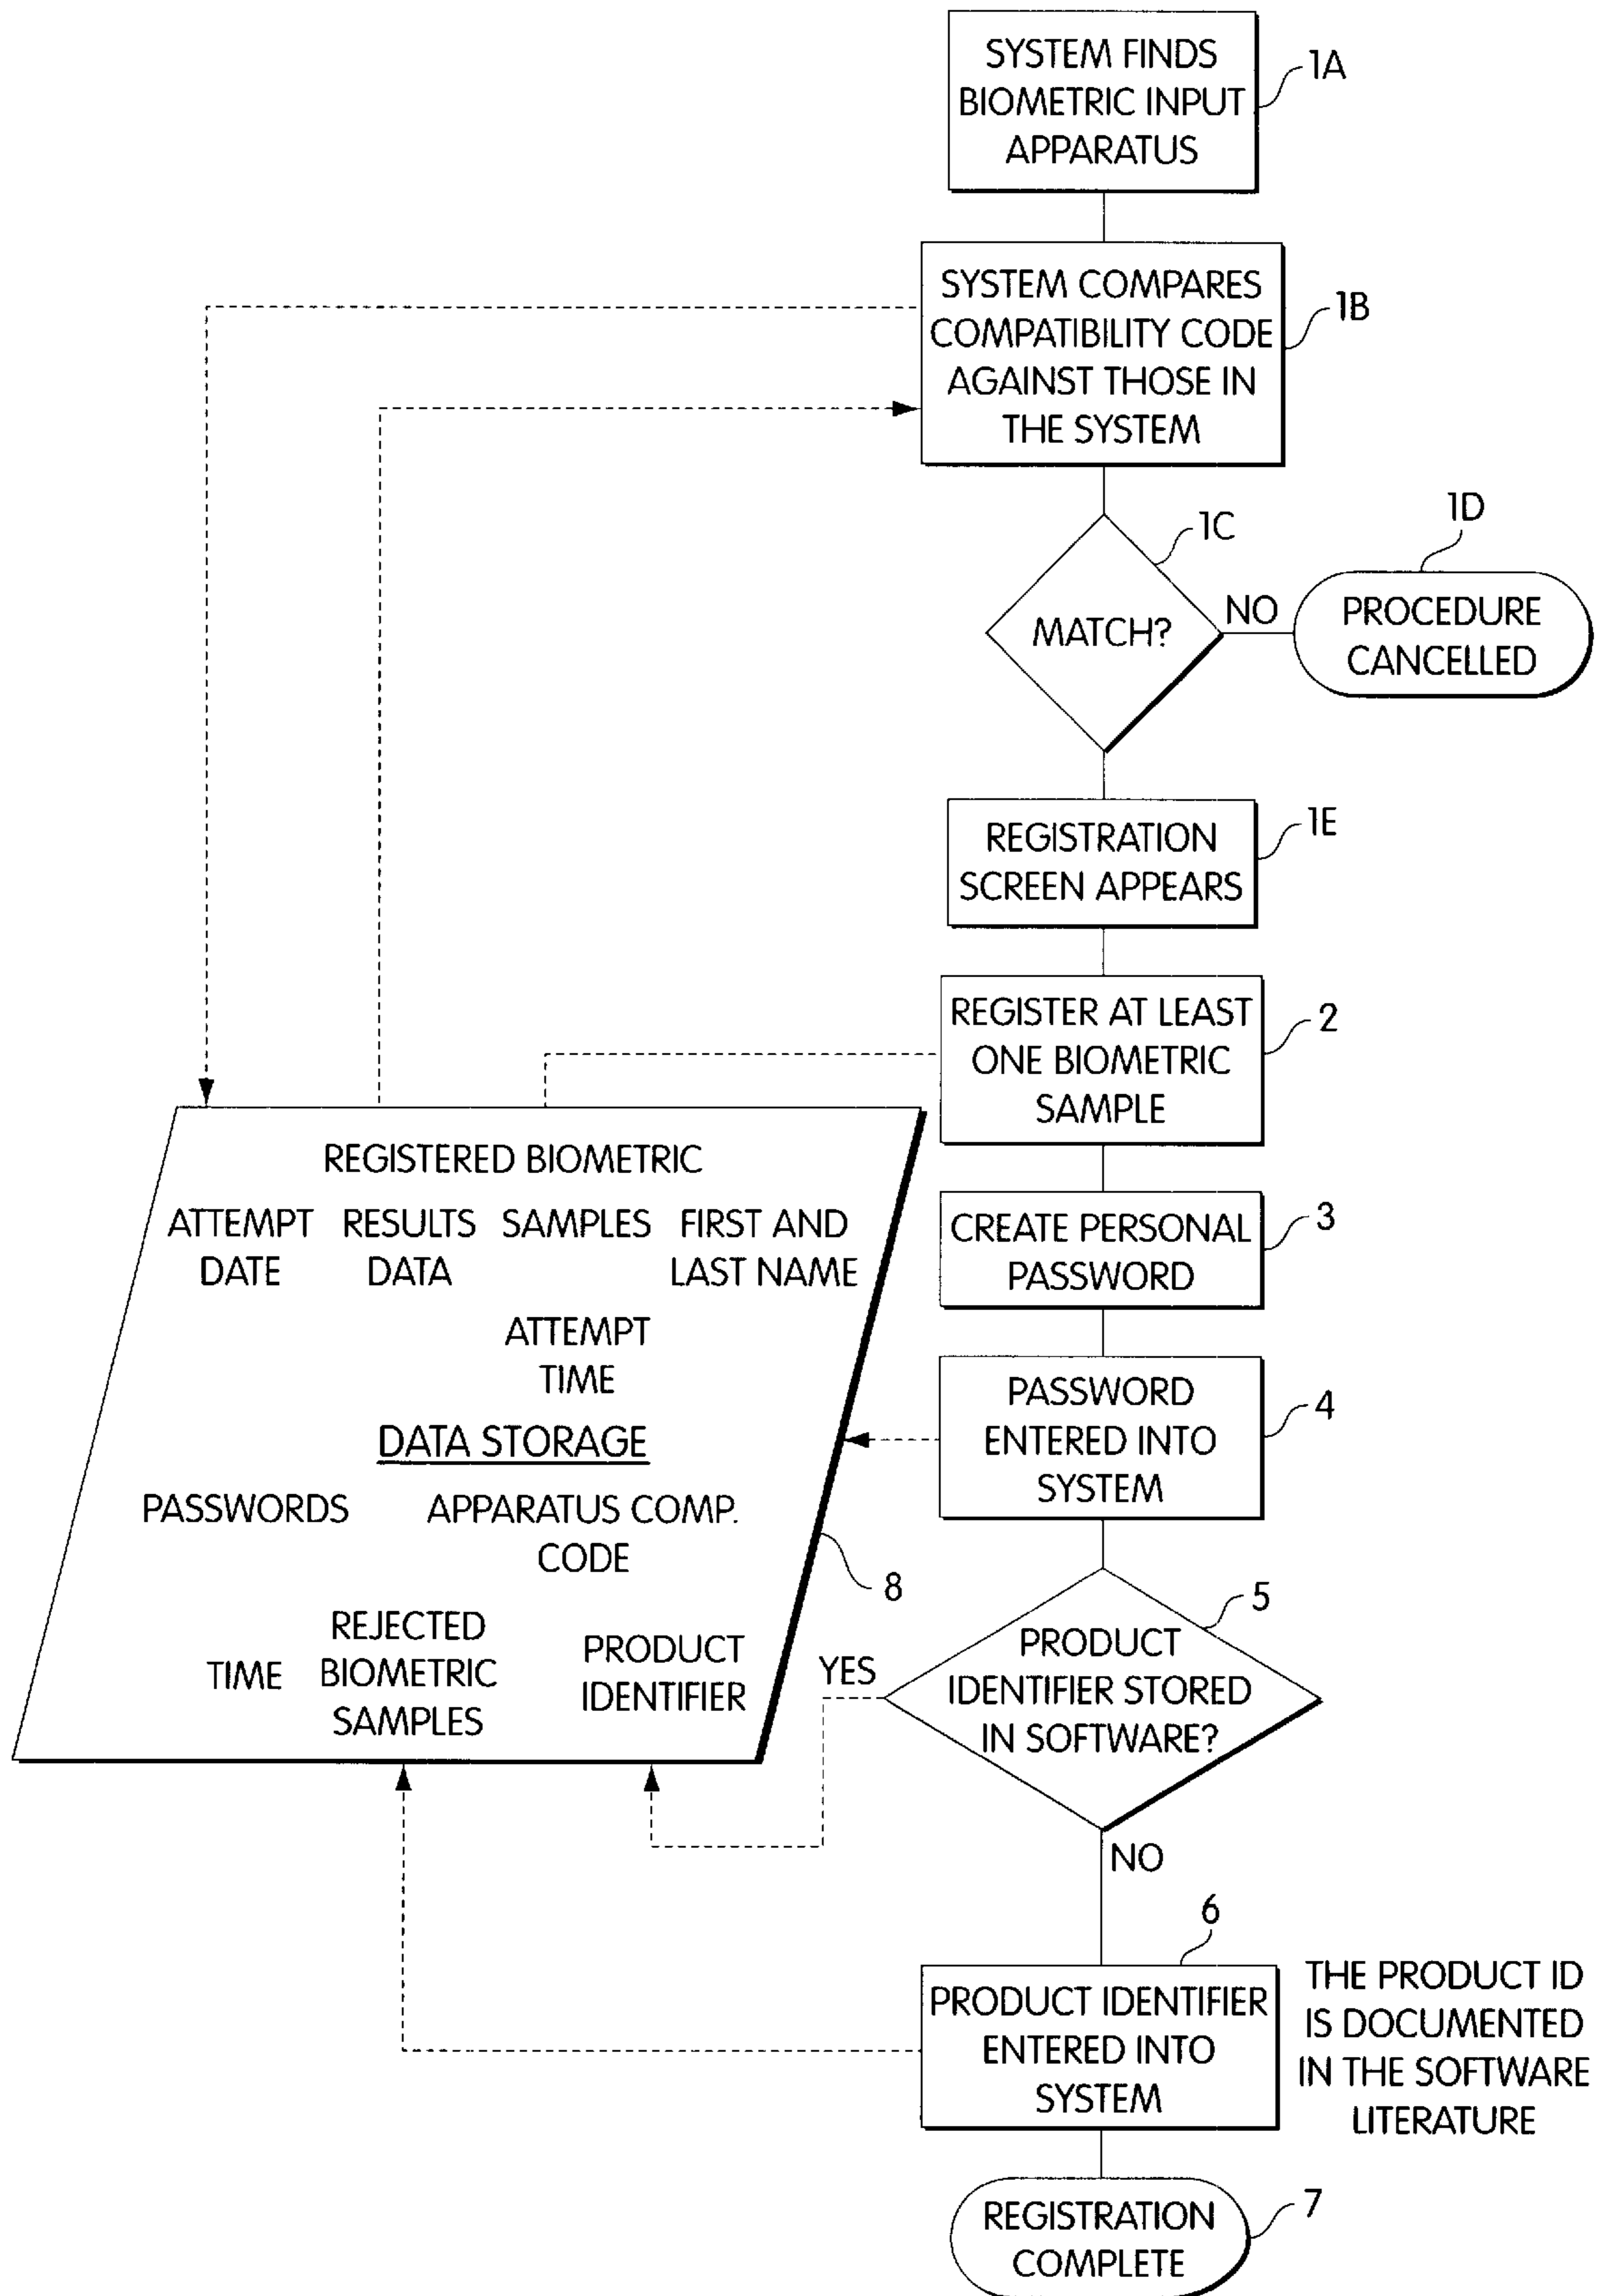 SYSTEM FINDS
BIOMETRIC INPUT
APPARATUS
1A
SYSTEM COMPARES
COMPATIBILITY CODE
AGAINST THOSE IN
THE SYSTEM
1B
1C
MATCH?
NO
1D
PROCEDURE
CANCELLED
REGISTRATION
SCREEN APPEARS
1E
REGISTER AT LEAST
ONE BIOMETRIC
SAMPLE
2
CREATE PERSONAL
PASSWORD
3
PASSWORD
ENTERED INTO
SYSTEM
4
REGISTERED BIOMETRIC
ATTEMPT RESULTS SAMPLES FIRST AND
DATE DATA LAST NAME
ATTEMPT
TIME
DATA STORAGE
PASSWORDS APPARATUS COMP.
CODE
REJECTED
TIME BIOMETRIC
SAMPLES
PRODUCT
IDENTIFIER
8
5
PRODUCT
IDENTIFIER STORED
IN SOFTWARE?
YES
NO
6
PRODUCT IDENTIFIER
ENTERED INTO
SYSTEM
THE PRODUCT ID
IS DOCUMENTED
IN THE SOFTWARE
LITERATURE
REGISTRATION
COMPLETE
7